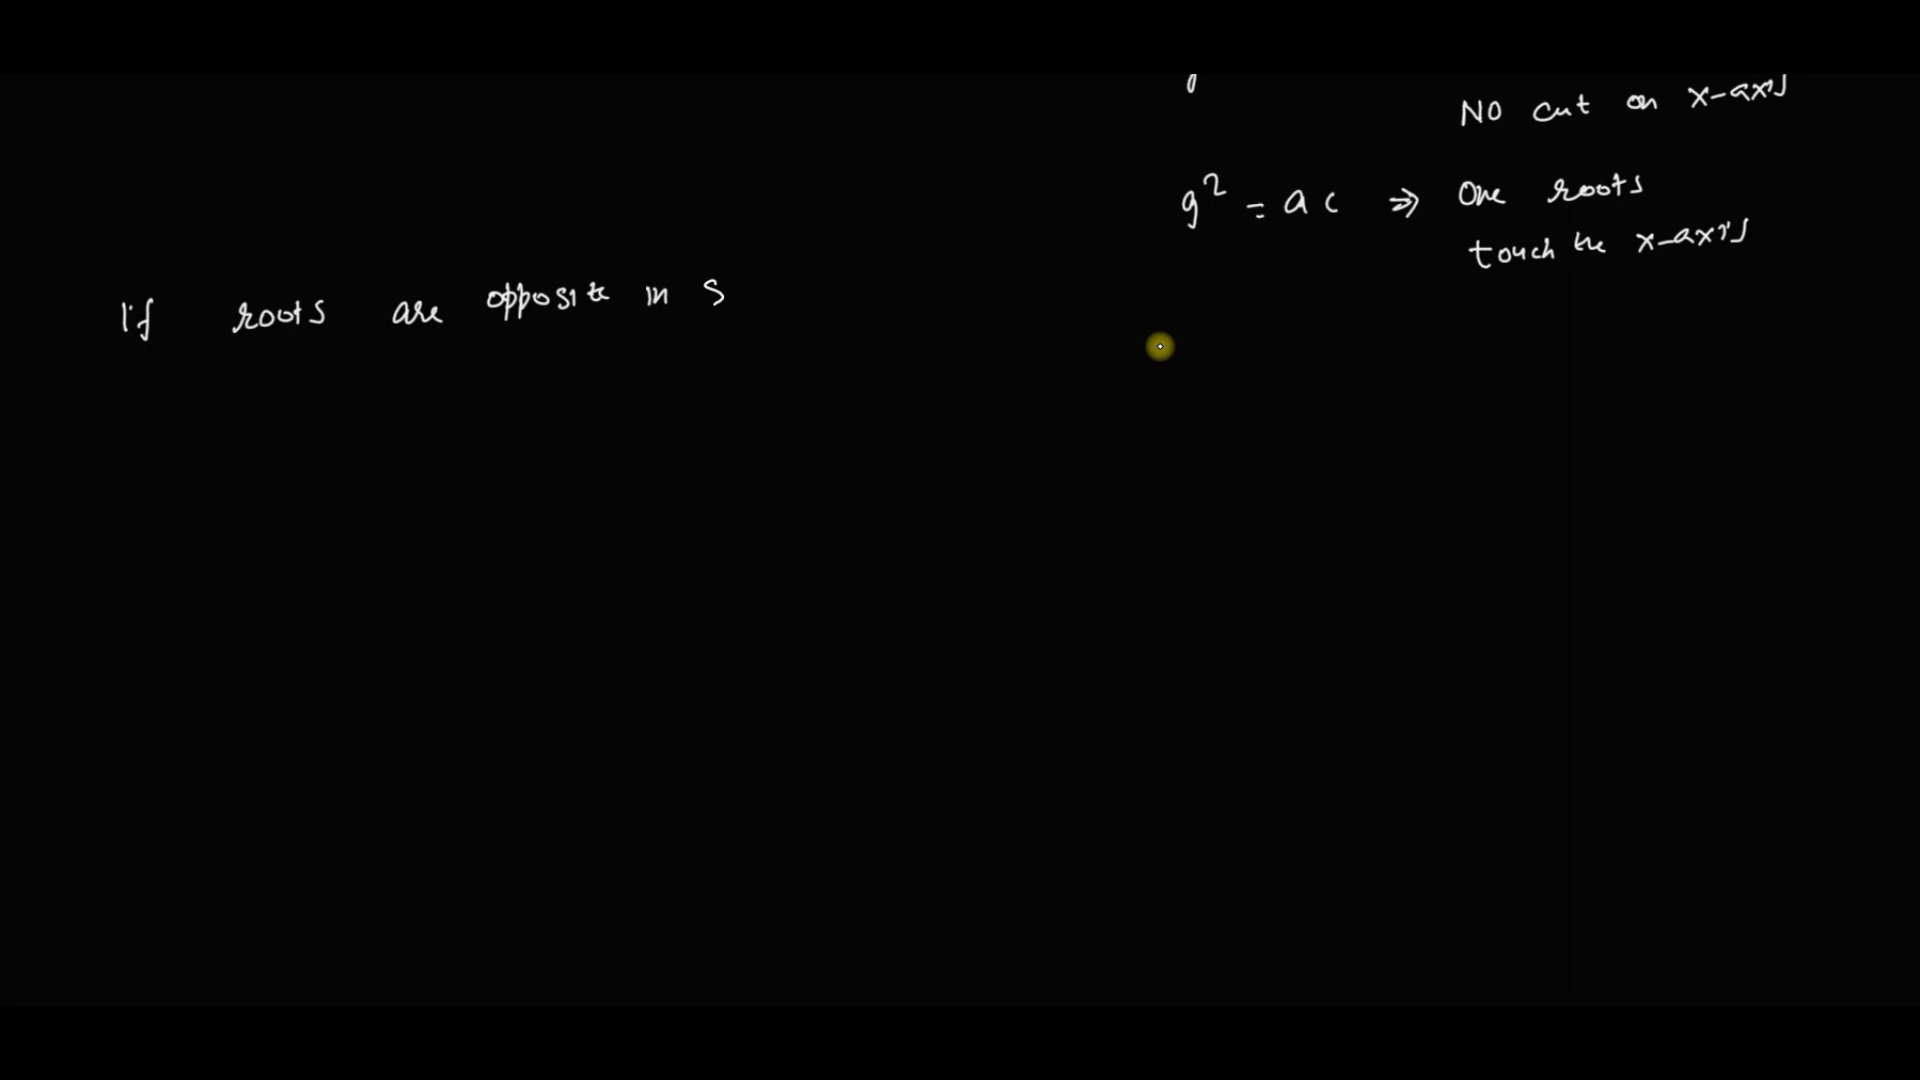 NO cut on x-axis
g² = ac ⇒ One roots
touch the x-axis
If roots are opposite in S